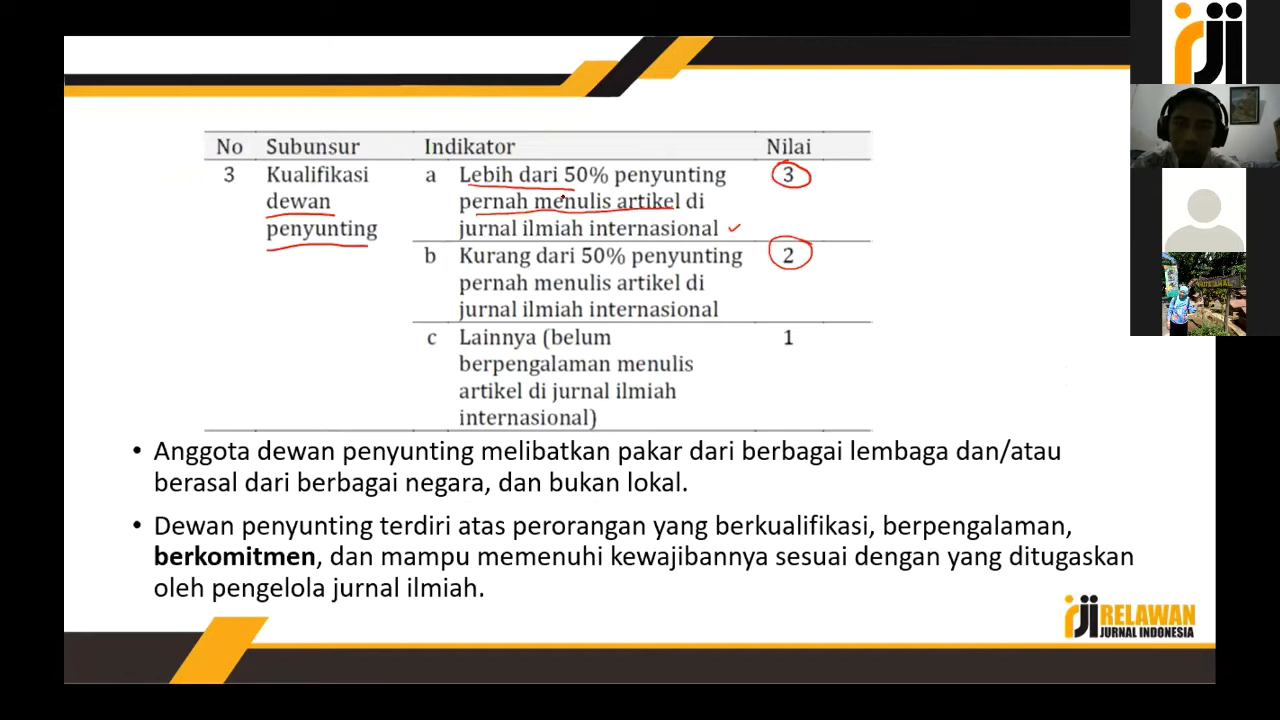 rji
No Subunsur Indikator Nilai
3 Kualifikasi dewan penyunting
a Lebih dari 50% penyunting
pernah menulis artikel di
jurnal ilmiah internasional
3
b Kurang dari 50% penyunting
pernah menulis artikel di
jurnal ilmiah internasional
2
c Lainnya (belum
berpengalaman menulis
artikel di jurnal ilmiah
internasional)
1
• Anggota dewan penyunting melibatkan pakar dari berbagai lembaga dan/atau
berasal dari berbagai negara, dan bukan lokal.
• Dewan penyunting terdiri atas perorangan yang berkualifikasi, berpengalaman,
berkomitmen, dan mampu memenuhi kewajibannya sesuai dengan yang ditugaskan
oleh pengelola jurnal ilmiah.
rji RELAWAN
JURNAL INDONESIA